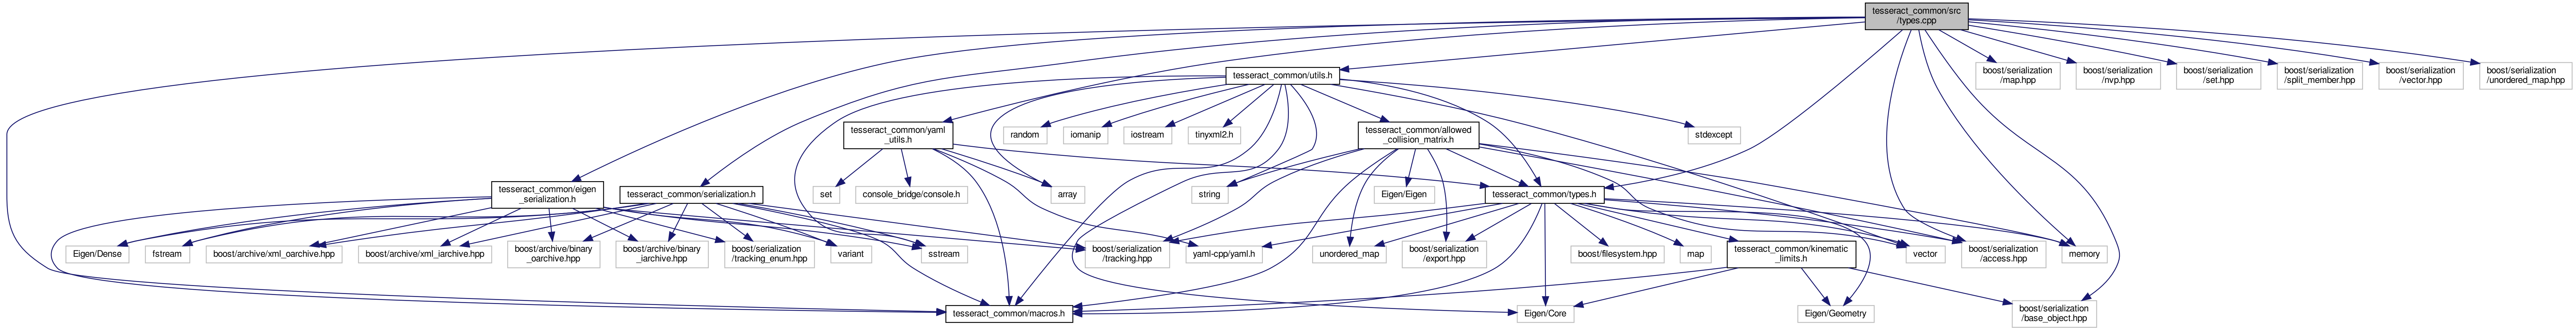 tesseract_common/src
/types.cpp
tesseract_common/utils.h
boost/serialization
/map.hpp
boost/serialization
/nvp.hpp
boost/serialization
/set.hpp
boost/serialization
/split_member.hpp
boost/serialization
/vector.hpp
boost/serialization
/unordered_map.hpp
tesseract_common/yaml
_utils.h
random
iomanip
iostream
tinyxml2.h
tesseract_common/allowed
_collision_matrix.h
stdexcept
tesseract_common/eigen
_serialization.h
tesseract_common/serialization.h
set
console_bridge/console.h
array
string
Eigen/Eigen
tesseract_common/types.h
Eigen/Dense
fstream
boost/archive/xml_oarchive.hpp
boost/archive/xml_iarchive.hpp
boost/archive/binary
_oarchive.hpp
boost/archive/binary
_iarchive.hpp
boost/serialization
/tracking_enum.hpp
variant
sstream
boost/serialization
/tracking.hpp
yaml-cpp/yaml.h
unordered_map
boost/serialization
/export.hpp
boost/filesystem.hpp
map
tesseract_common/kinematic
_limits.h
vector
boost/serialization
/access.hpp
memory
tesseract_common/macros.h
Eigen/Core
Eigen/Geometry
boost/serialization
/base_object.hpp